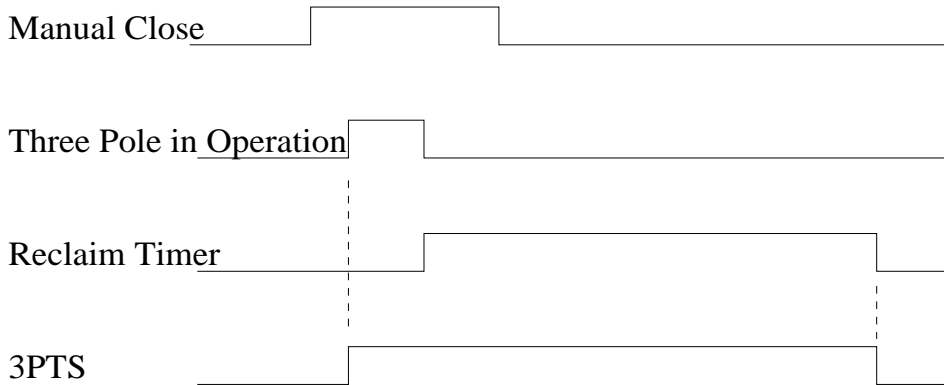 Manual Close
Three Pole in Operation
Reclaim Timer
3PTS